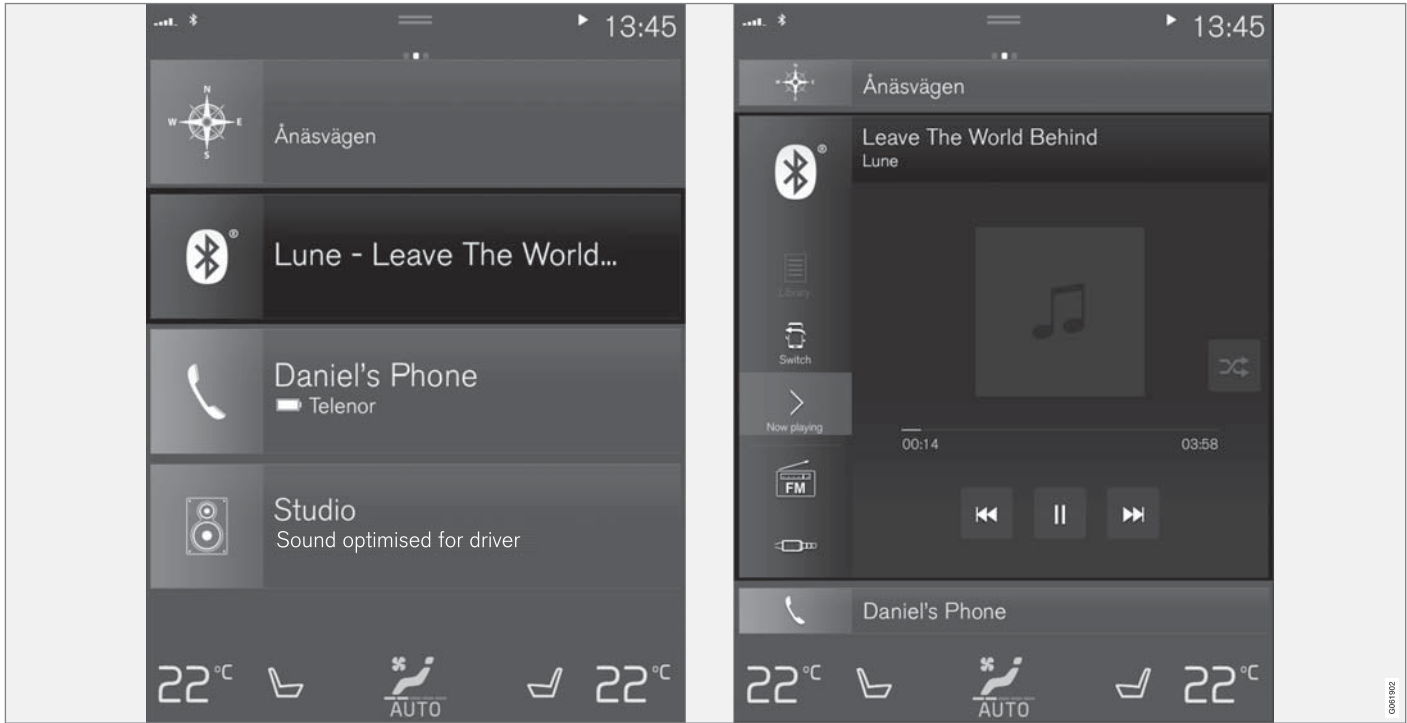 13:45
N
W E
S
Ånäsvägen
®
Lune - Leave The World...
Daniel's Phone
Telenor
Studio
Sound optimised for driver
22°C
AUTO
22°C
13:45
N
W E
S
Ånäsvägen
®
Leave The World Behind
Lune
Library
Switch
Now playing
00:14
03:58
FM
Daniel's Phone
22°C
AUTO
22°C
G061902